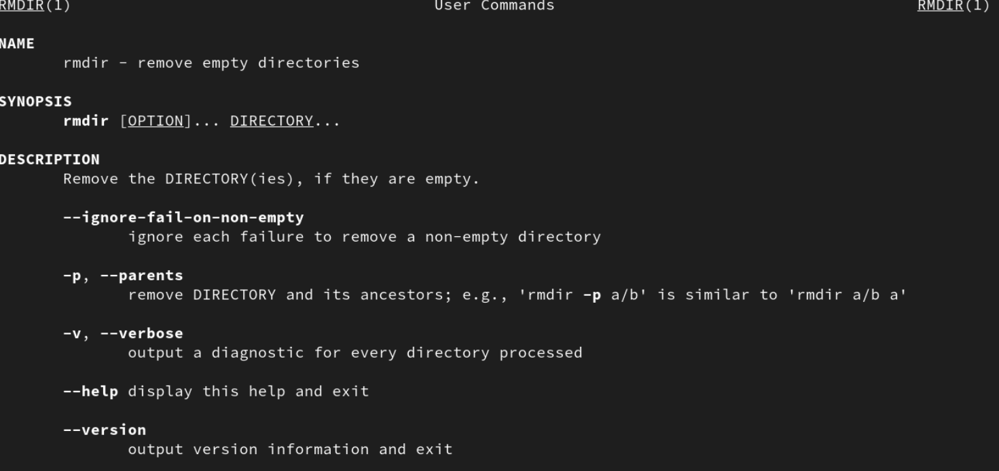 RMDIR(1) User Commands RMDIR(1)
NAME
rmdir - remove empty directories
SYNOPSIS
rmdir [OPTION]... DIRECTORY...
DESCRIPTION
Remove the DIRECTORY(ies), if they are empty.
--ignore-fail-on-non-empty
ignore each failure to remove a non-empty directory
-p, --parents
remove DIRECTORY and its ancestors; e.g., 'rmdir -p a/b' is similar to 'rmdir a/b a'
-v, --verbose
output a diagnostic for every directory processed
--help display this help and exit
--version
output version information and exit